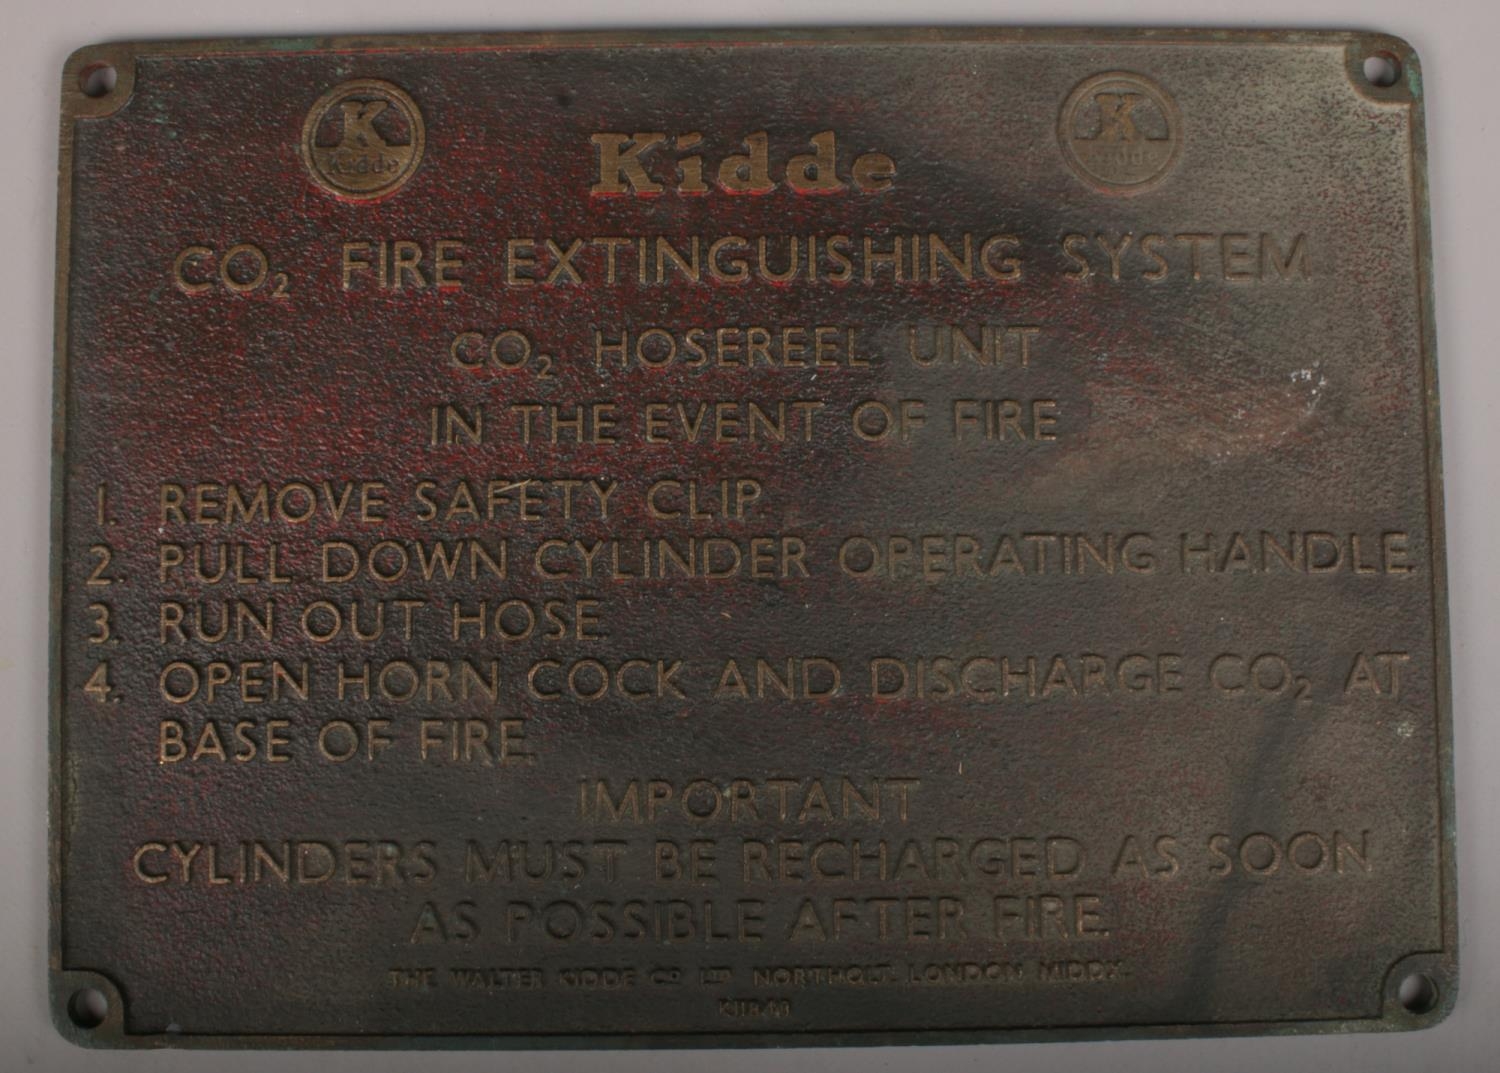 K
Kidde
Kidde
K
Kidde
CO₂ FIRE EXTINGUISHING SYSTEM
CO₂ HOSEREEL UNIT
IN THE EVENT OF FIRE
1. REMOVE SAFETY CLIP.
2. PULL DOWN CYLINDER OPERATING HANDLE.
3. RUN OUT HOSE.
4. OPEN HORN COCK AND DISCHARGE CO₂ AT
BASE OF FIRE.
IMPORTANT
CYLINDERS MUST BE RECHARGED AS SOON
AS POSSIBLE AFTER FIRE.
THE WALTER KIDDE CO LTD NORTHOLT. LONDON MIDDX.